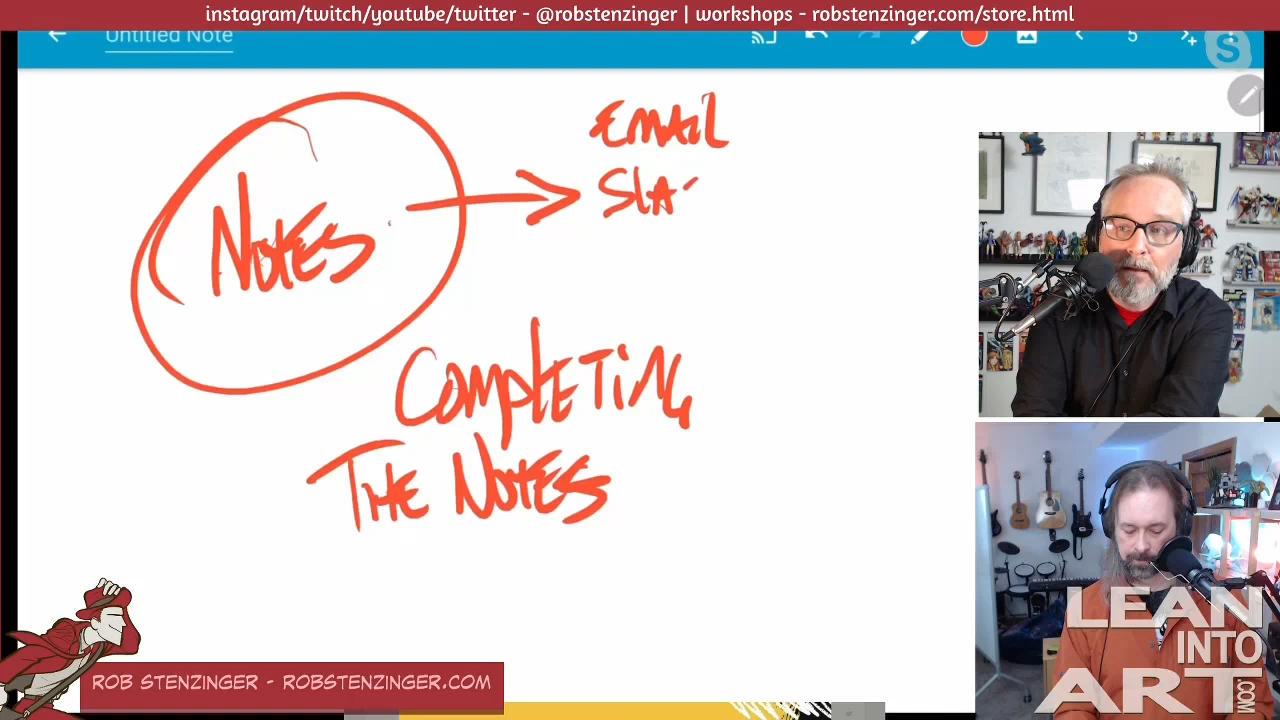 instagram/twitch/youtube/twitter - @robstenzinger | workshops - robstenzinger.com/store.html
Untitled Note
5
S
EMAIL
SLA
NOTES
COMPLETING
THE NOTES
LEAN
INTO
ART
.COM
ROB STENZINGER - ROBSTENZINGER.COM